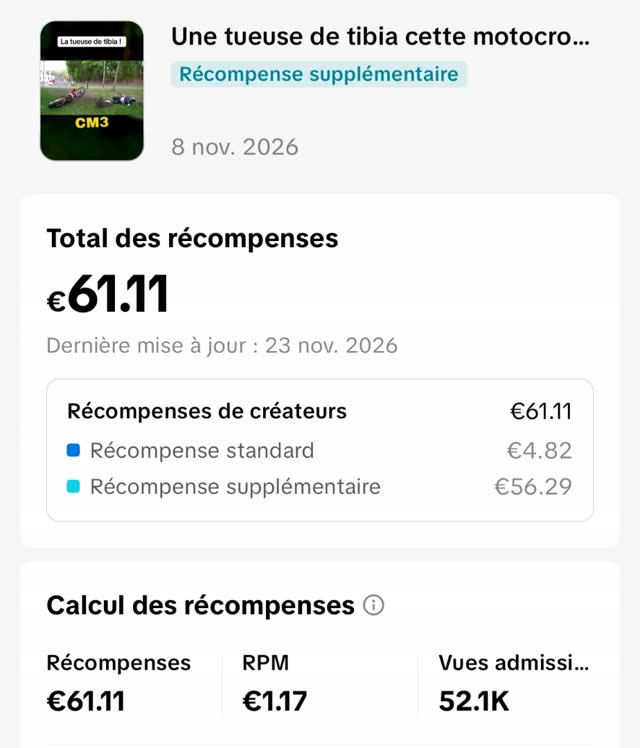 La tueuse de tibia !
CM3
Une tueuse de tibia cette motocro...
Récompense supplémentaire
8 nov. 2026
Total des récompenses
€61.11
Dernière mise à jour : 23 nov. 2026
Récompenses de créateurs €61.11
Récompense standard €4.82
Récompense supplémentaire €56.29
Calcul des récompenses
Récompenses RPM Vues admissi...
€61.11 €1.17 52.1K